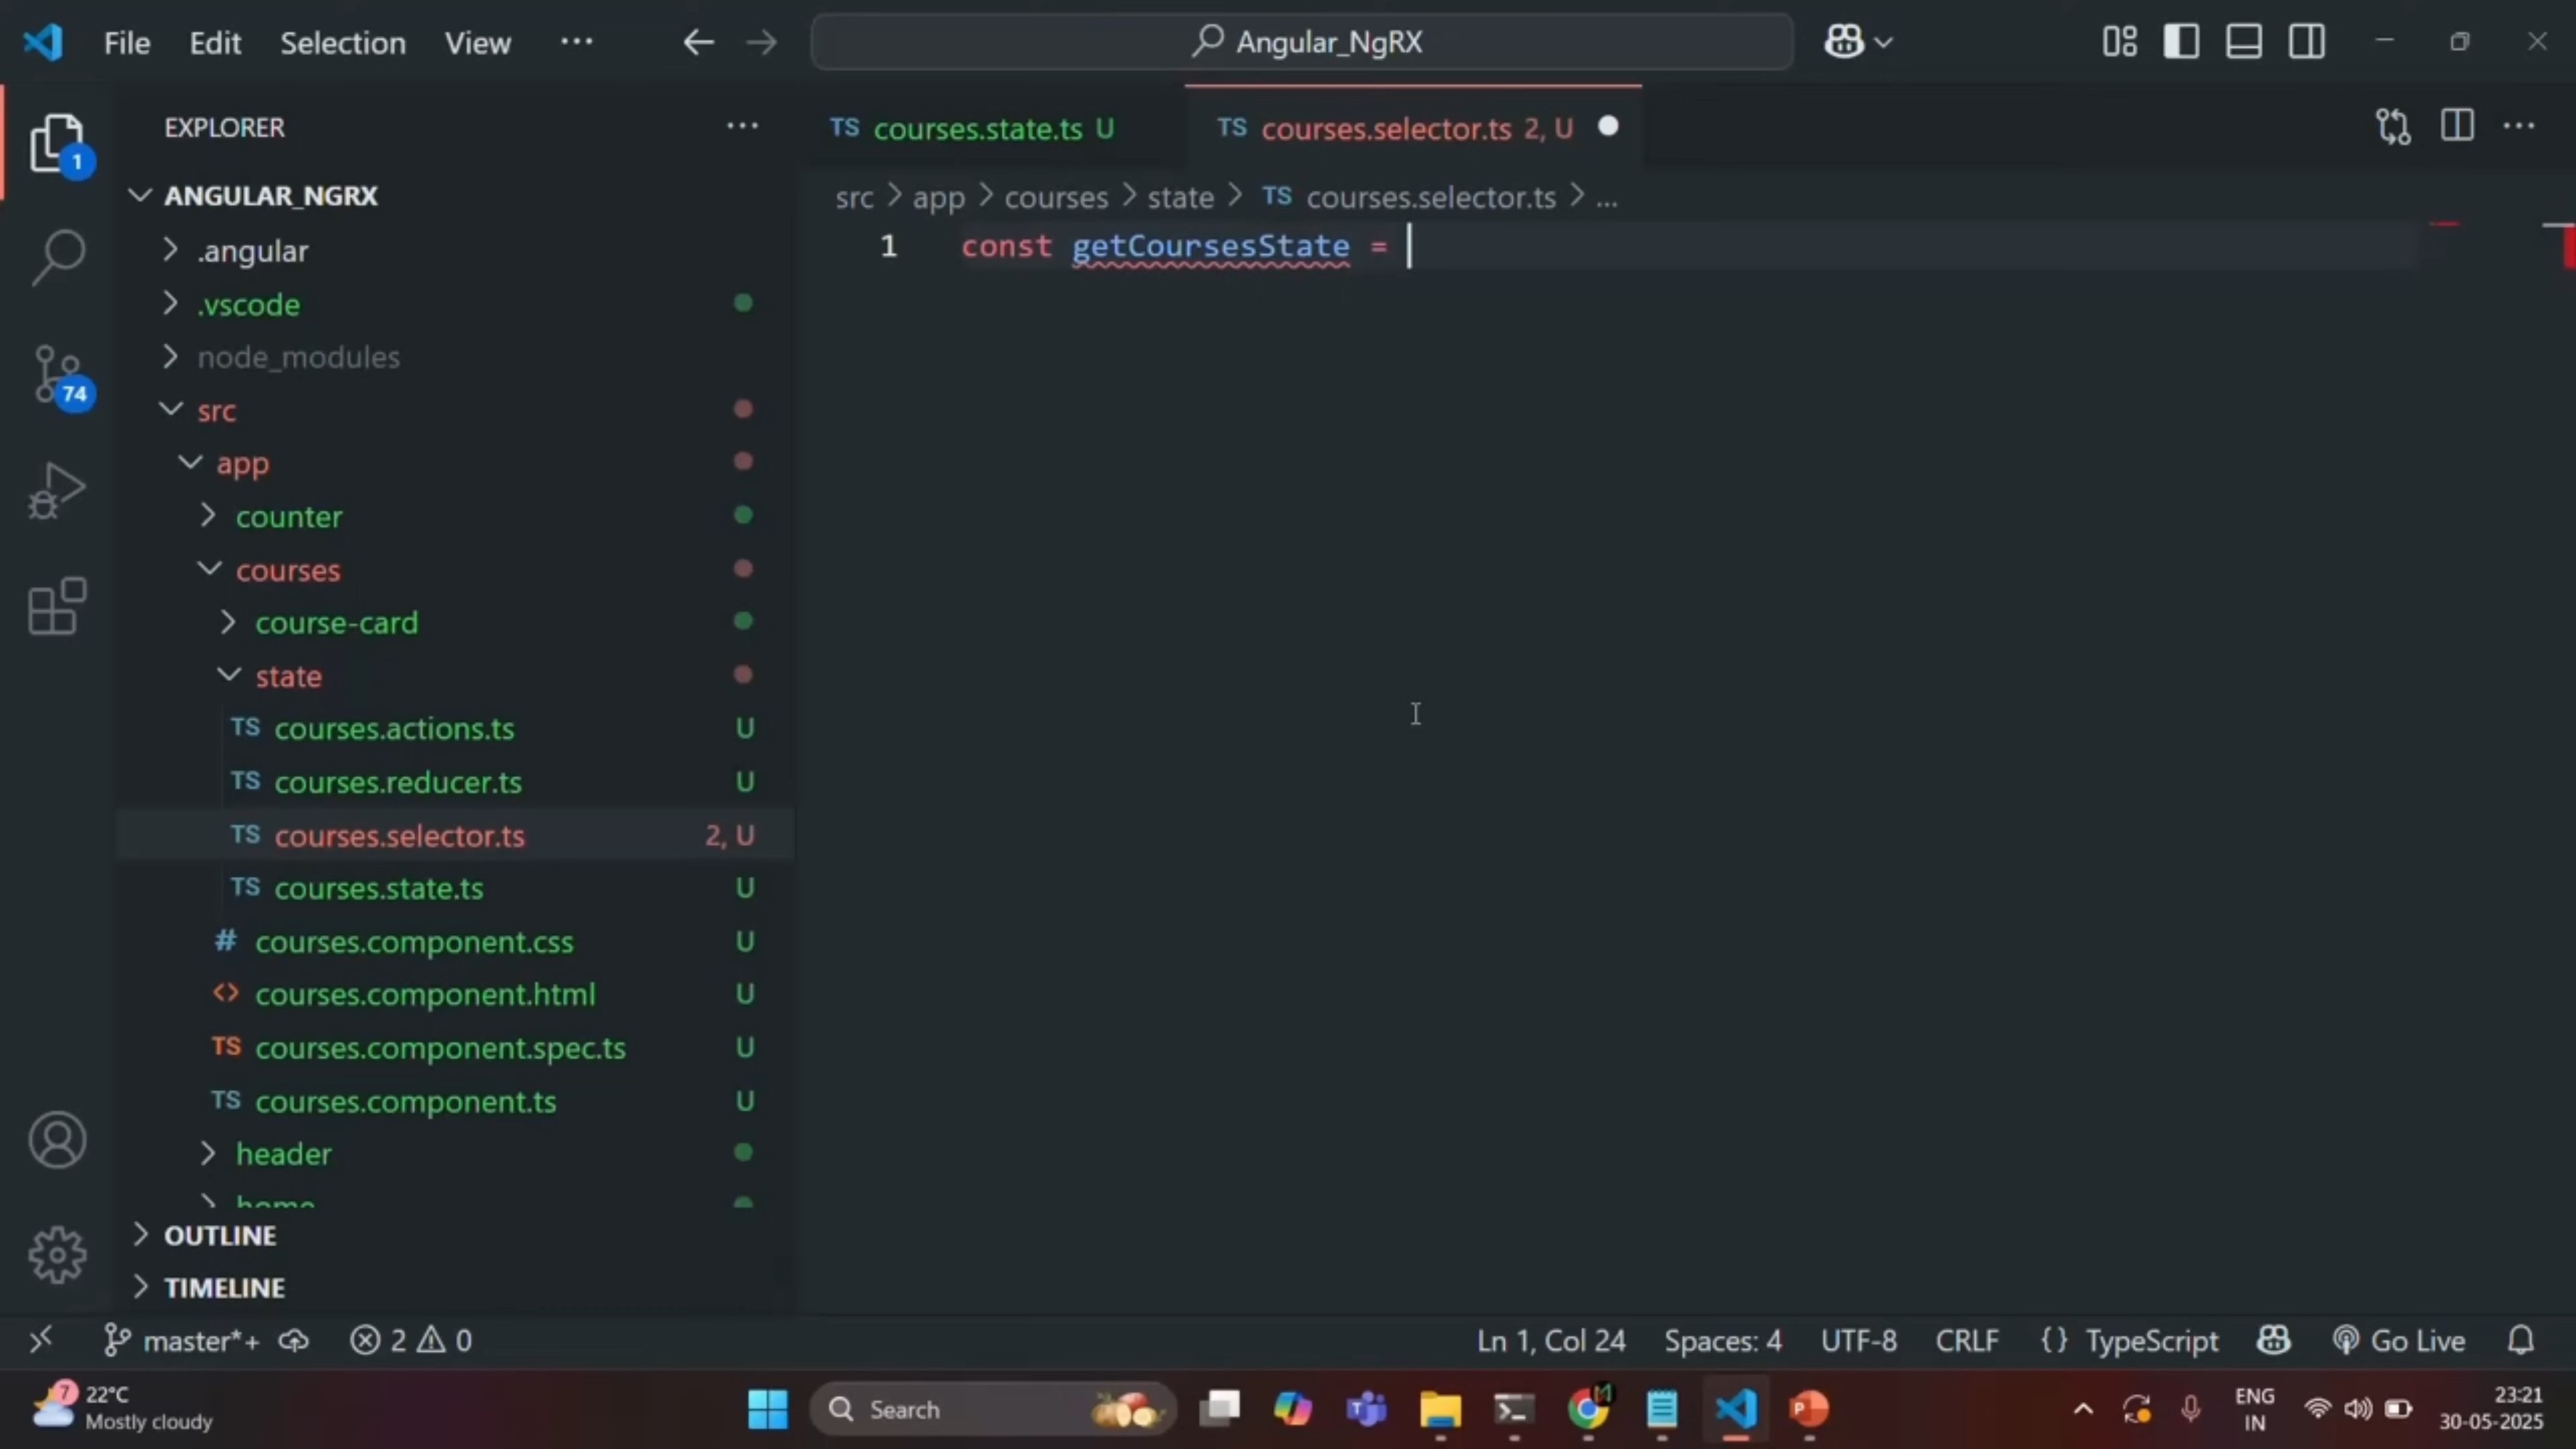 File Edit Selection View ...
Angular_NgRX
EXPLORER ...
TS courses.state.ts U
TS courses.selector.ts 2, U
1
ANGULAR_NGRX
src > app > courses > state > TS courses.selector.ts > ...
1 const getCoursesState =
.angular
.vscode
node_modules
74
src
app
counter
courses
course-card
state
TS courses.actions.ts U
TS courses.reducer.ts U
TS courses.selector.ts 2, U
TS courses.state.ts U
# courses.component.css U
<> courses.component.html U
TS courses.component.spec.ts U
TS courses.component.ts U
header
home
OUTLINE
TIMELINE
master*+ 2 0 Ln 1, Col 24 Spaces: 4 UTF-8 CRLF {} TypeScript Go Live
7 22°C
Mostly cloudy
Search
ENG
IN
23:21
30-05-2025